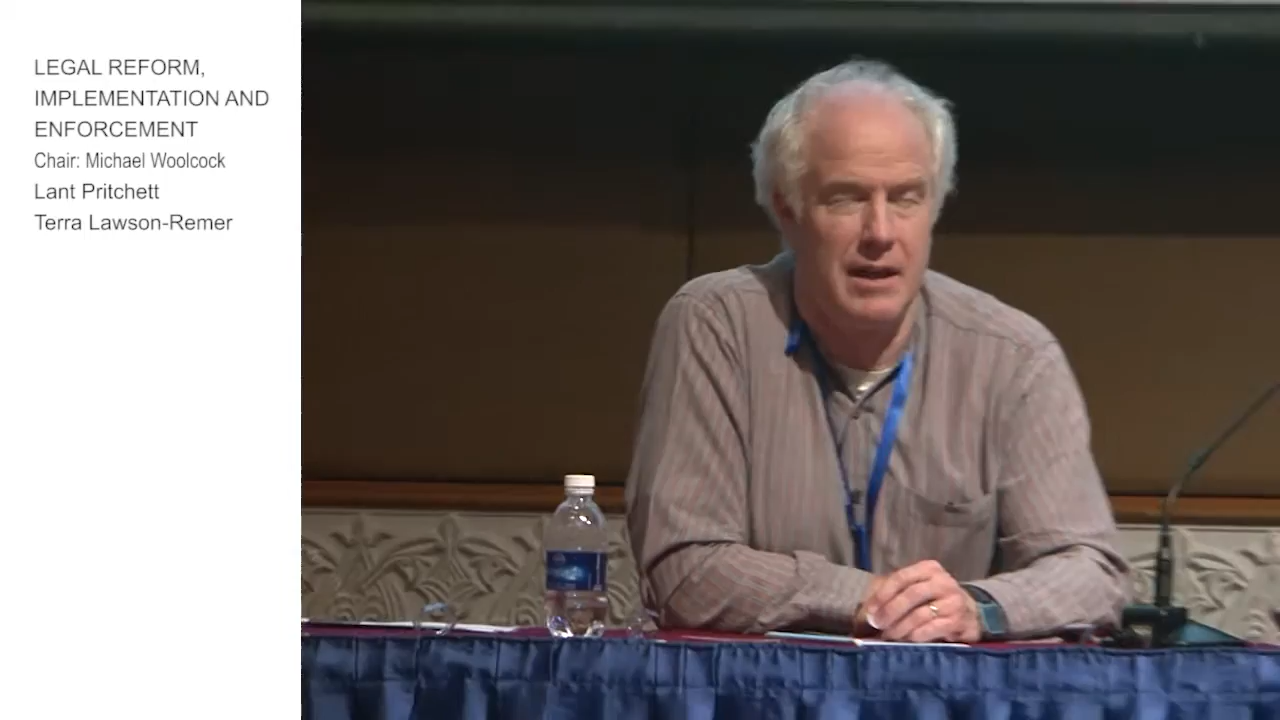 LEGAL REFORM,
IMPLEMENTATION AND
ENFORCEMENT
Chair: Michael Woolcock
Lant Pritchett
Terra Lawson-Remer